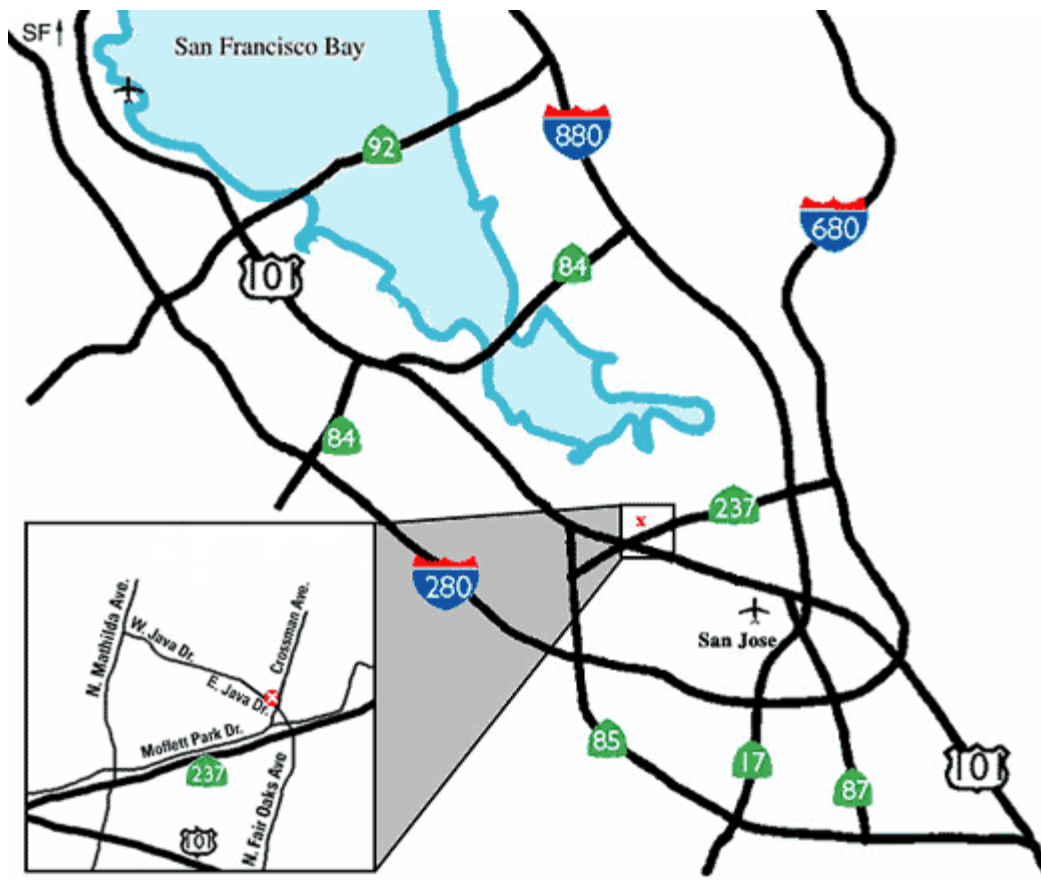 SF
San Francisco Bay
92
880
680
101
84
84
237
280
San Jose
85
17
87
101
N. Mathilda Ave.
W. Java Dr.
Crossman Ave.
E. Java Dr.
Moffett Park Dr.
237
N. Fair Oaks Ave
101
x